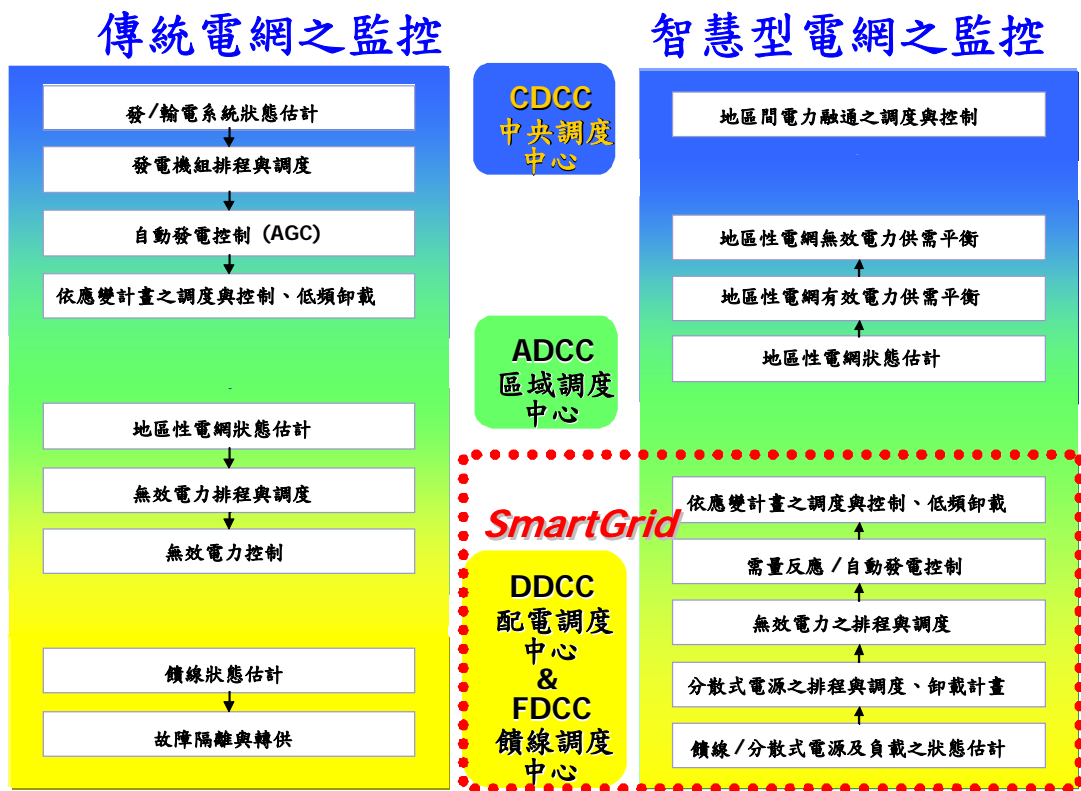 傳統電網之監控
智慧型電網之監控
發/輸電系統狀態估計
發電機組排程與調度
自動發電控制 (AGC)
依應變計畫之調度與控制、低頻卸載
地區性電網狀態估計
無效電力排程與調度
無效電力控制
饋線狀態估計
故障隔離與轉供
CDCC
中央調度
中心
ADCC
區域調度
中心
SmartGrid
DDCC
配電調度
中心
&
FDCC
饋線調度
中心
地區間電力融通之調度與控制
地區性電網無效電力供需平衡
地區性電網有效電力供需平衡
地區性電網狀態估計
依應變計畫之調度與控制、低頻卸載
需量反應/自動發電控制
無效電力之排程與調度
分散式電源之排程與調度、卸載計畫
饋線/分散式電源及負載之狀態估計